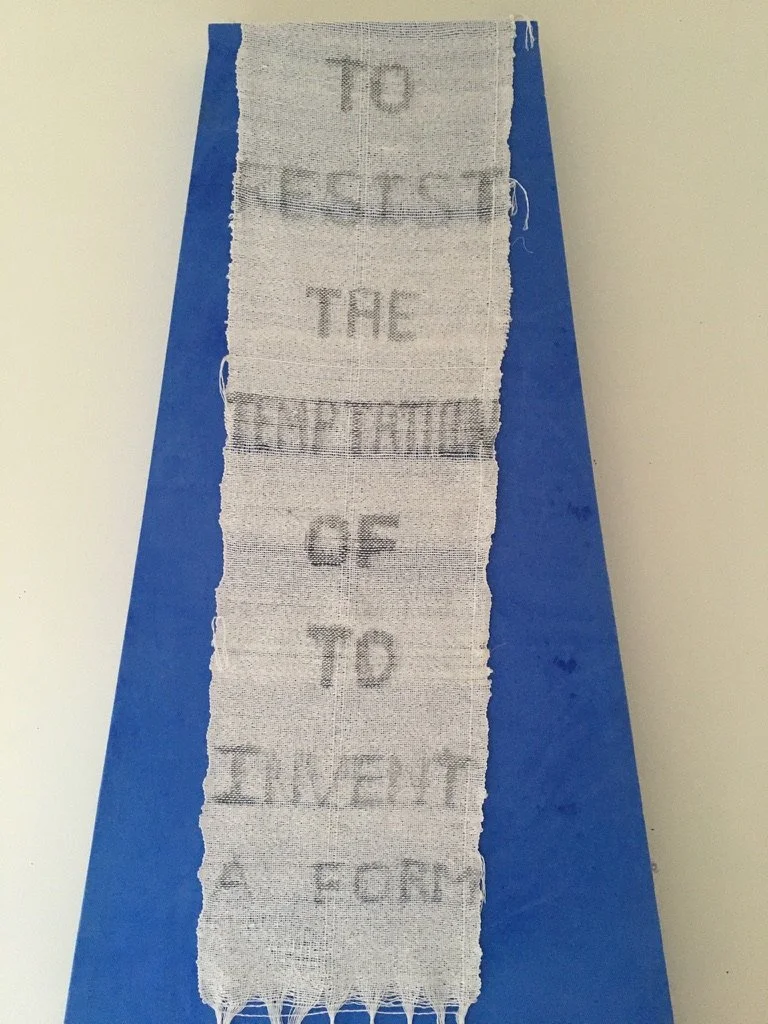 TO
RESIST
THE
TEMPTATION
OF
TO
INVENT
A FORM